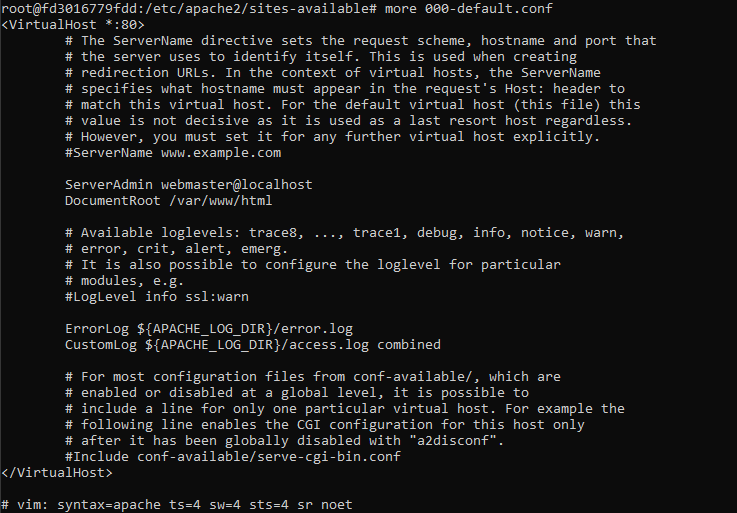 root@fd3016779fdd:/etc/apache2/sites-available# more 000-default.conf
<VirtualHost *:80>
        # The ServerName directive sets the request scheme, hostname and port that
        # the server uses to identify itself. This is used when creating
        # redirection URLs. In the context of virtual hosts, the ServerName
        # specifies what hostname must appear in the request's Host: header to
        # match this virtual host. For the default virtual host (this file) this
        # value is not decisive as it is used as a last resort host regardless.
        # However, you must set it for any further virtual host explicitly.
        #ServerName www.example.com

        ServerAdmin webmaster@localhost
        DocumentRoot /var/www/html

        # Available loglevels: trace8, ..., trace1, debug, info, notice, warn,
        # error, crit, alert, emerg.
        # It is also possible to configure the loglevel for particular
        # modules, e.g.
        #LogLevel info ssl:warn

        ErrorLog ${APACHE_LOG_DIR}/error.log
        CustomLog ${APACHE_LOG_DIR}/access.log combined

        # For most configuration files from conf-available/, which are
        # enabled or disabled at a global level, it is possible to
        # include a line for only one particular virtual host. For example the
        # following line enables the CGI configuration for this host only
        # after it has been globally disabled with "a2disconf".
        #Include conf-available/serve-cgi-bin.conf
</VirtualHost>

# vim: syntax=apache ts=4 sw=4 sts=4 sr noet